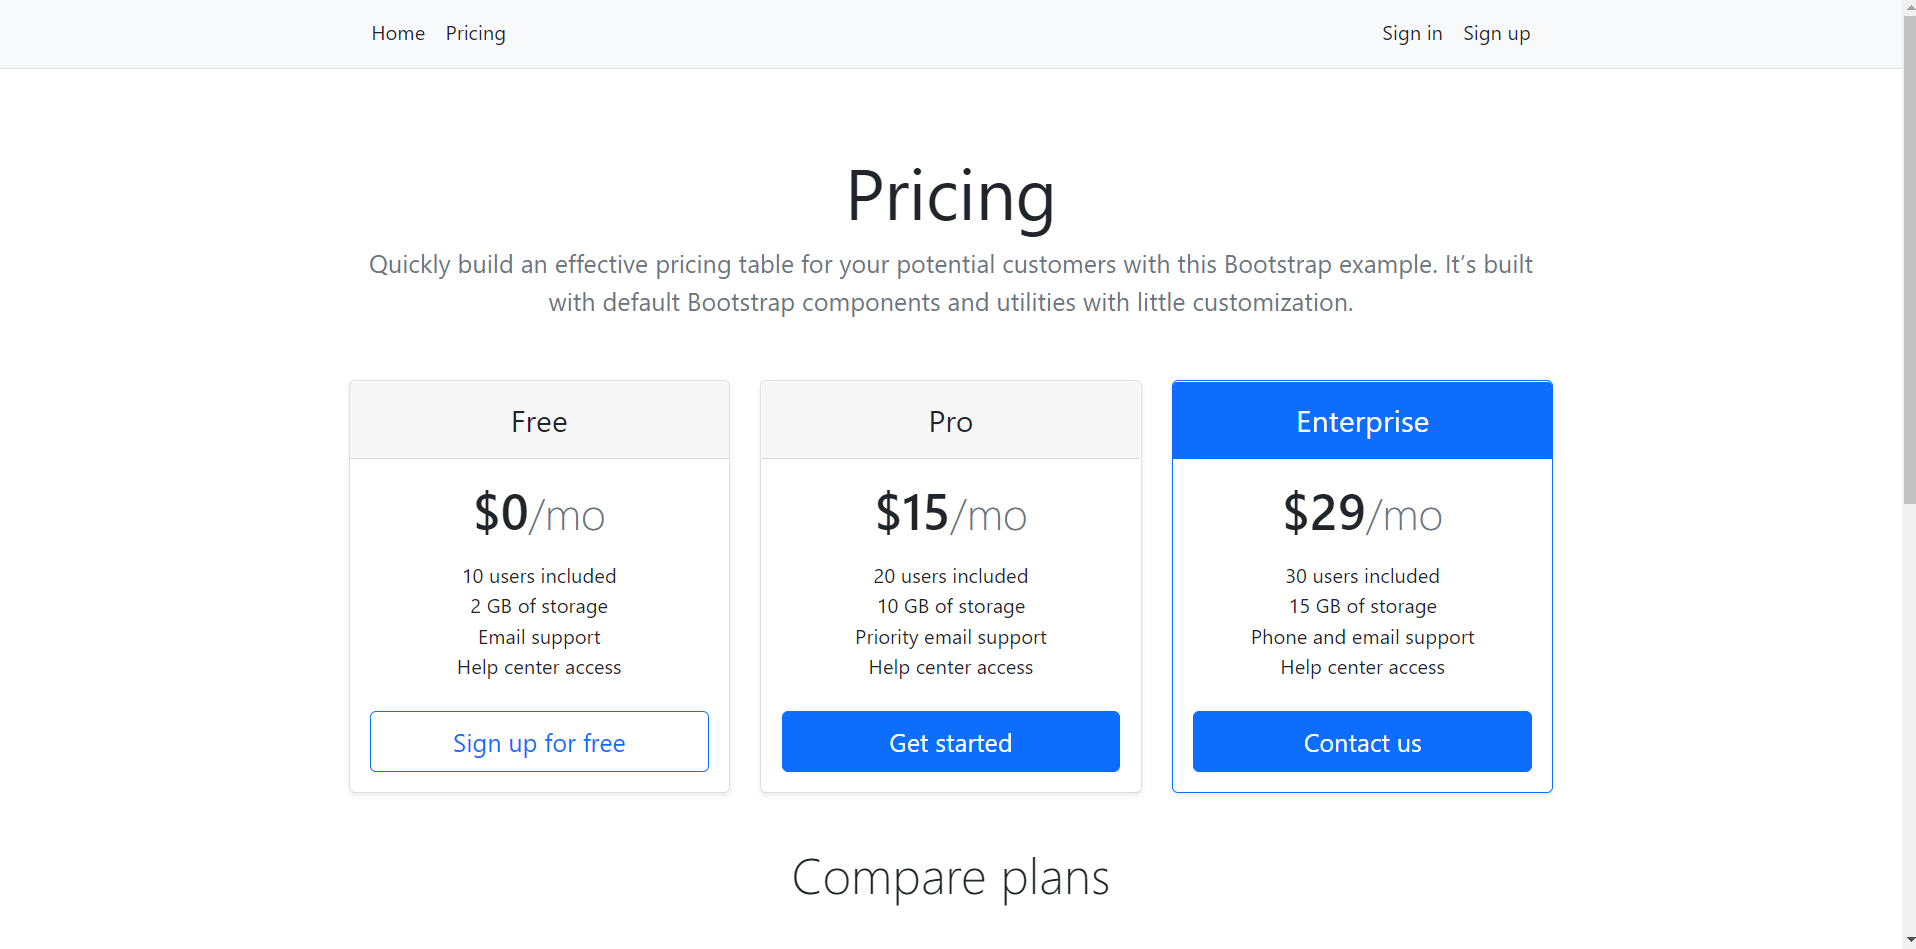 Home Pricing Sign in Sign up
Pricing
Quickly build an effective pricing table for your potential customers with this Bootstrap example. It’s built
with default Bootstrap components and utilities with little customization.
Free
$0/mo
10 users included
2 GB of storage
Email support
Help center access
Sign up for free
Pro
$15/mo
20 users included
10 GB of storage
Priority email support
Help center access
Get started
Enterprise
$29/mo
30 users included
15 GB of storage
Phone and email support
Help center access
Contact us
Compare plans